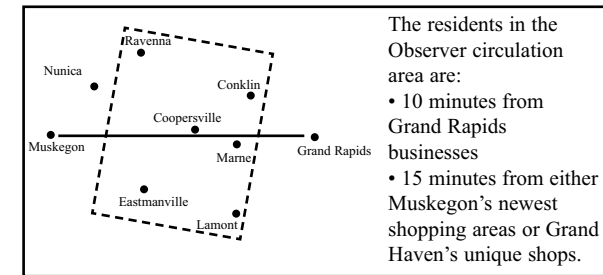 Ravenna
Nunica
Conklin
Coopersville
Muskegon
Marne
Grand Rapids
Eastmanville
Lamont
The residents in the
Observer circulation
area are:
• 10 minutes from
Grand Rapids
businesses
• 15 minutes from either
Muskegon's newest
shopping areas or Grand
Haven's unique shops.